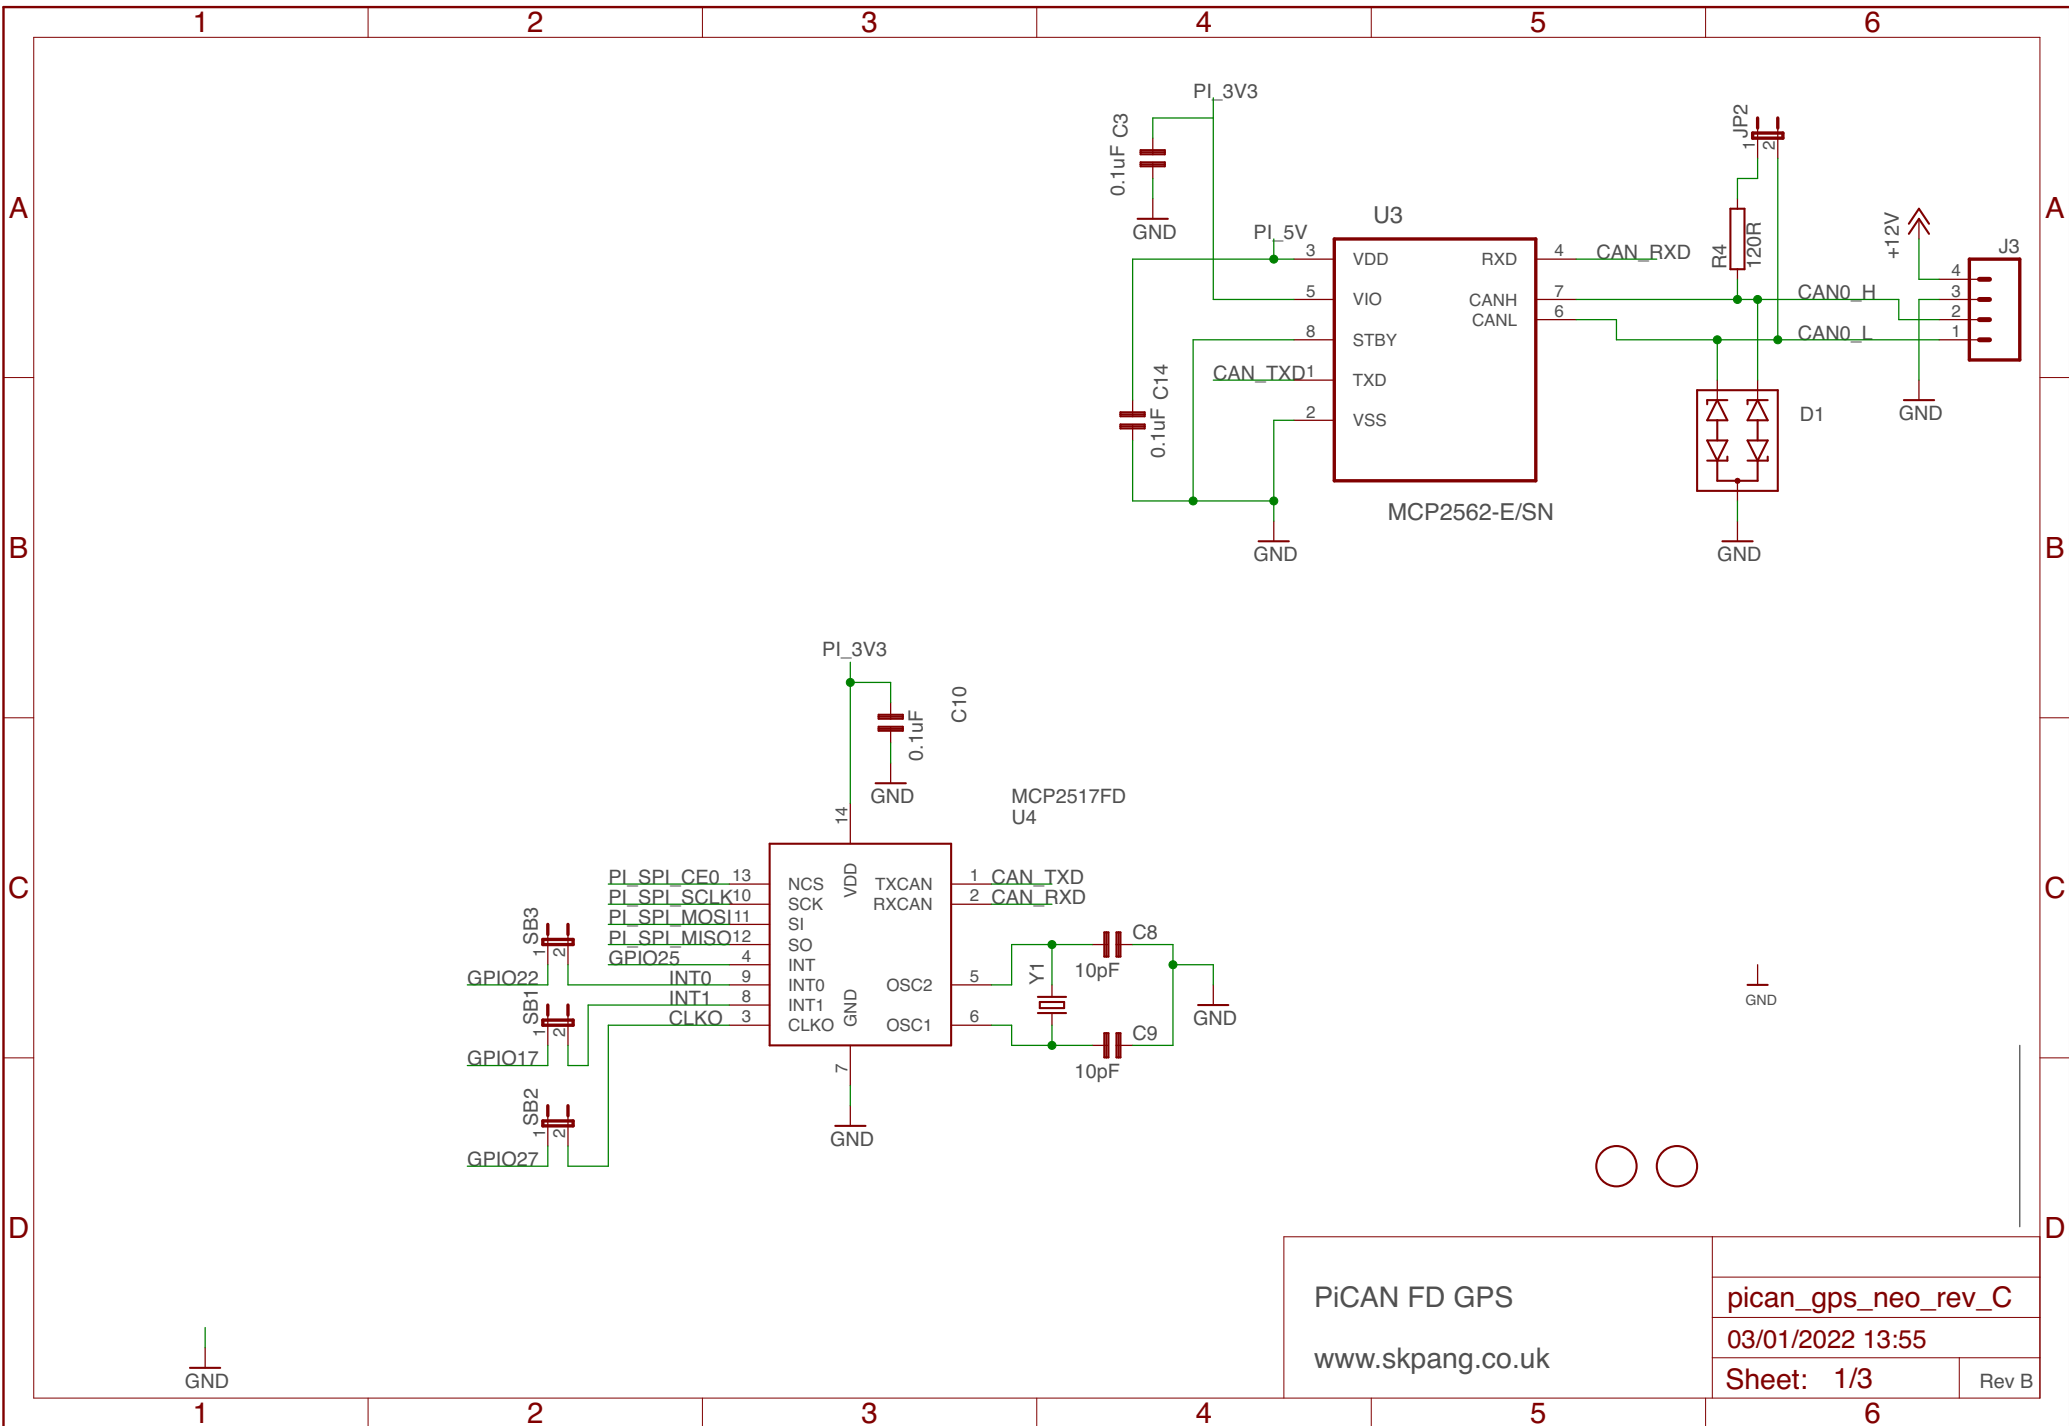 1 2 3 4 5 6
A
A
B
B
C
C
D
D
PI_3V3
C3
0.1uF
GND
PI_5V
C14
0.1uF
U3
3 VDD
5 VIO
8 STBY
CAN_TXD 1 TXD
2 VSS
RXD 4 CAN_RXD
CANH 7
CANL 6
MCP2562-E/SN
GND
JP2
1 2
R4
120R
CAN0_H
CAN0_L
+12V
J3
4
3
2
1
GND
D1
GND
PI_3V3
C10
0.1uF
GND
MCP2517FD
U4
14
VDD
PI_SPI_CE0 13 NCS
PI_SPI_SCLK 10 SCK
PI_SPI_MOSI 11 SI
PI_SPI_MISO 12 SO
GPIO25 4 INT
INT0 9 INT0
INT1 8 INT1
CLKO 3 CLKO
GND
7
GND
TXCAN 1 CAN_TXD
RXCAN 2 CAN_RXD
OSC2 5
OSC1 6
Y1
C8
10pF
C9
10pF
GND
SB3
1 2
GPIO22
SB1
1 2
GPIO17
SB2
1 2
GPIO27
GND
GND
PiCAN FD GPS
www.skpang.co.uk
pican_gps_neo_rev_C
03/01/2022 13:55
Sheet: 1/3
Rev B
1 2 3 4 5 6